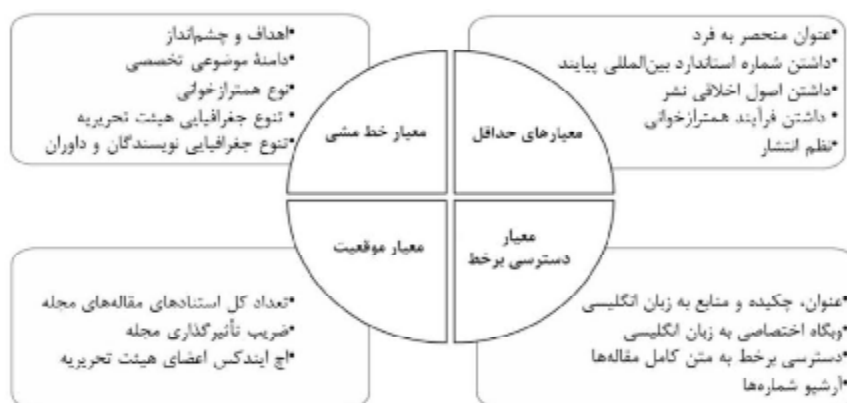 عنوان منحصر به فرد•
داشتن شماره استاندارد بین‌المللی پیایند•
داشتن اصول اخلاقی نشر•
داشتن فرآیند همترازخوانی•
نظم انتشار•
معیارهای حداقل
اهداف و چشم‌انداز•
دامنهٔ موضوعی تخصصی•
نوع همترازخوانی•
تنوع جغرافیایی هیئت تحریریه•
تنوع جغرافیایی نویسندگان و داوران•
معیار خط مشی
معیار
دسترسی برخط
عنوان، چکیده و منابع به زبان انگلیسی•
وبگاه اختصاصی به زبان انگلیسی•
دسترسی برخط به متن کامل مقاله‌ها•
آرشیو شماره‌ها•
معیار موقعیت
تعداد کل استنادهای مقاله‌های مجله•
ضریب تأثیرگذاری مجله•
اچ ایندکس اعضای هیئت تحریریه•